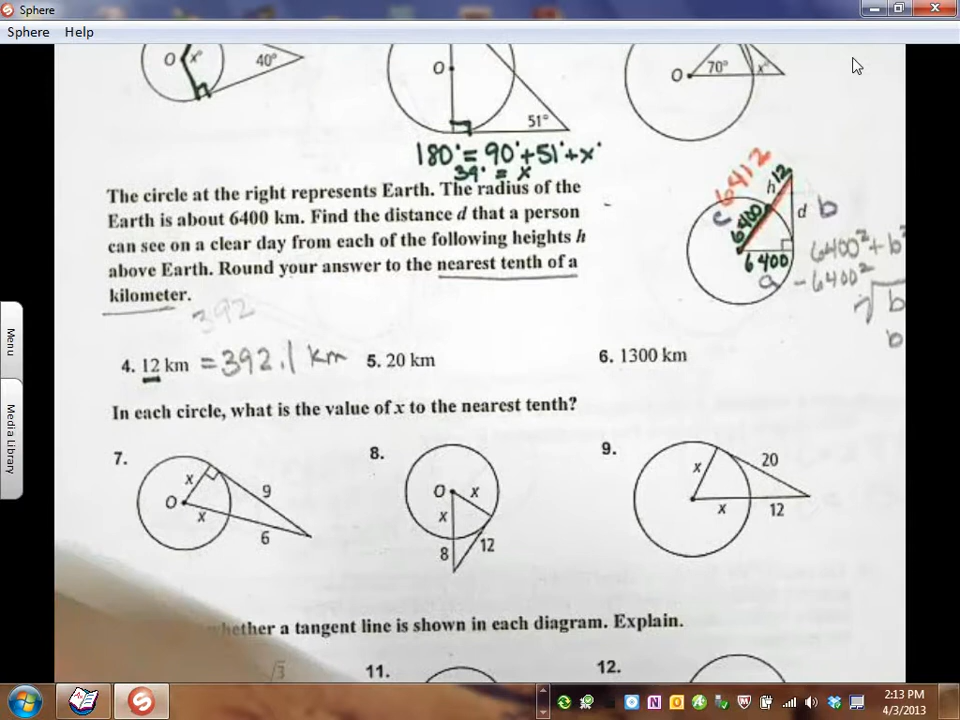 Sphere
Sphere Help
Menu
Media Library
O x° 40°
O 51°
O 70° x°
180° = 90° + 51° + x°
39° = x
The circle at the right represents Earth. The radius of the
Earth is about 6400 km. Find the distance d that a person
can see on a clear day from each of the following heights h
above Earth. Round your answer to the nearest tenth of a
kilometer.
392
6412
h 12
c 6400 d b
6400
a
6400² + b²
- 6400²
√ b
b
4. 12 km = 392.1 km 5. 20 km 6. 1300 km
In each circle, what is the value of x to the nearest tenth?
7. x O x 9 6
8. O x x 8 12
9. x 20 x 12
whether a tangent line is shown in each diagram. Explain.
√3 11. 12.
2:13 PM
4/3/2013